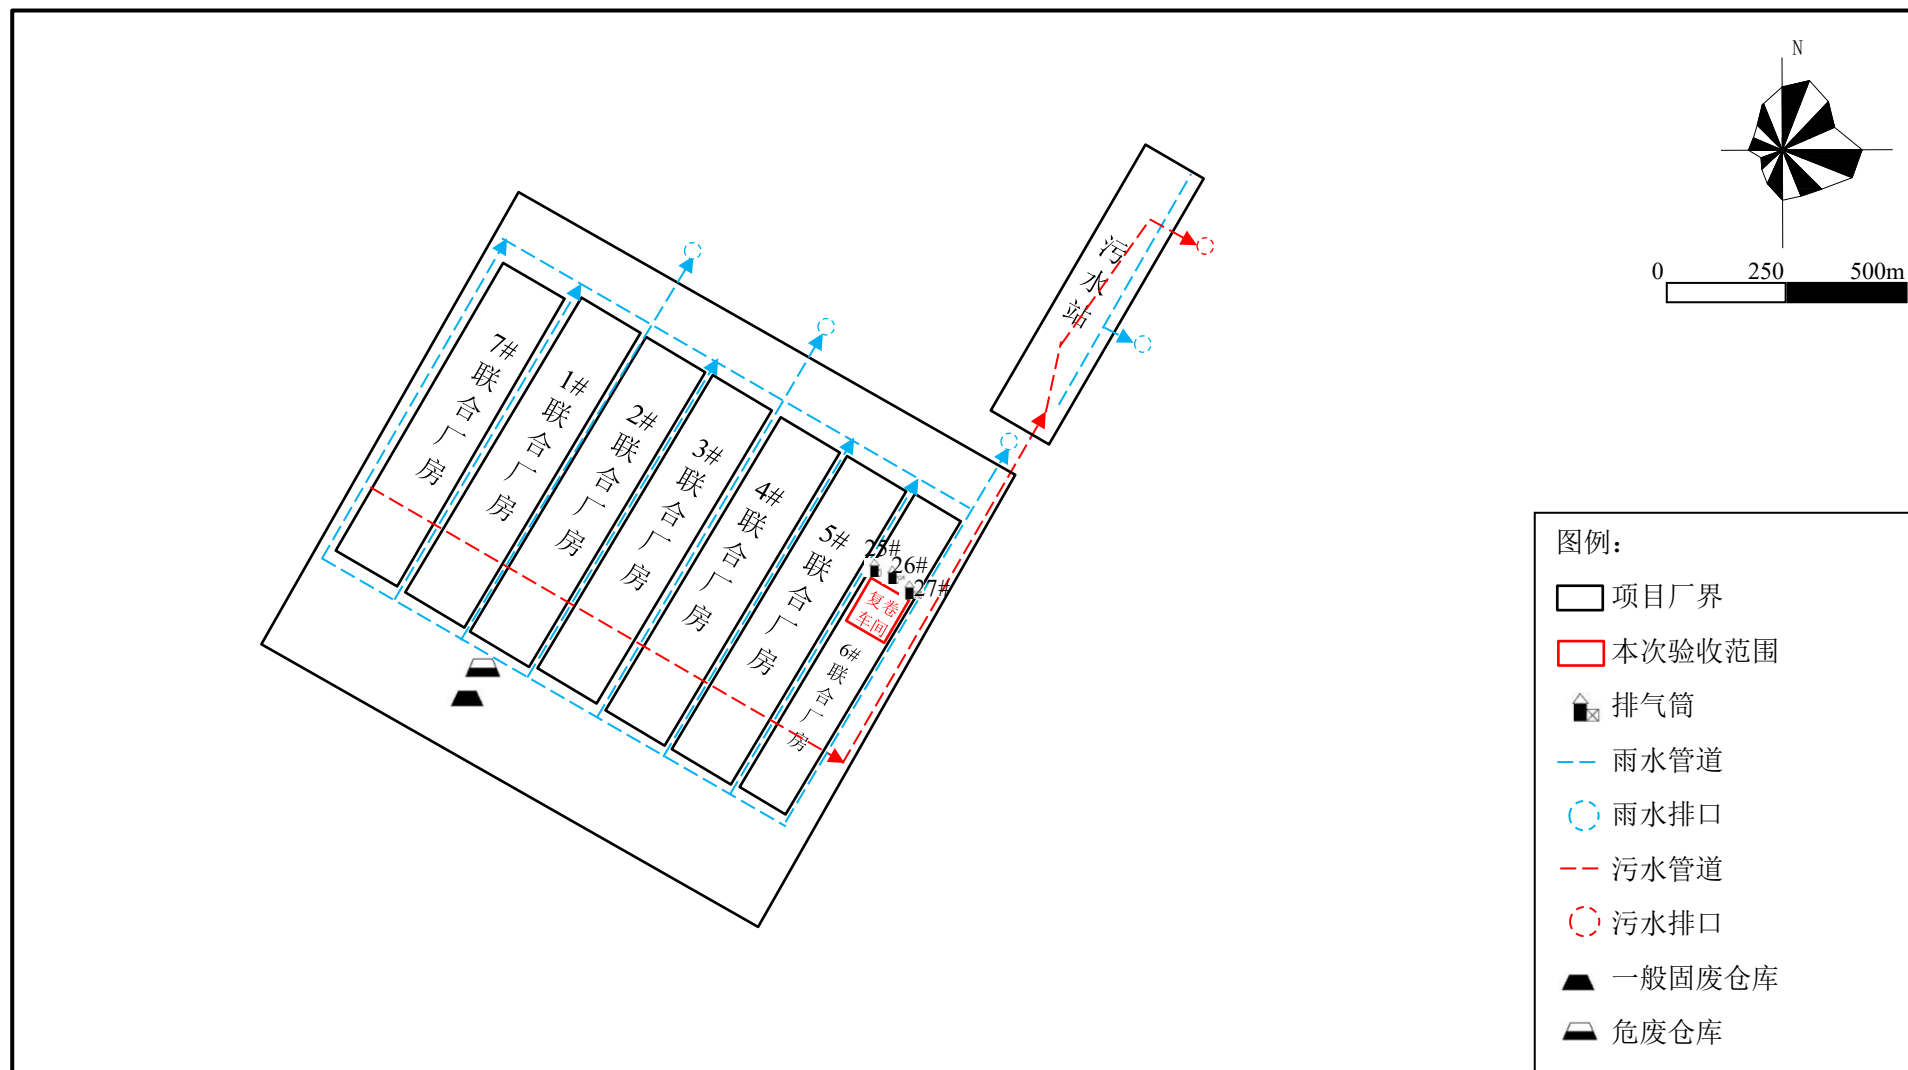 N
0 250 500m
污水站
7#联合厂房
1#联合厂房
2#联合厂房
3#联合厂房
4#联合厂房
5#联合厂房
25#
26#
27#
复卷
车间
6#联合厂房
图例：
项目厂界
本次验收范围
排气筒
雨水管道
雨水排口
污水管道
污水排口
一般固废仓库
危废仓库